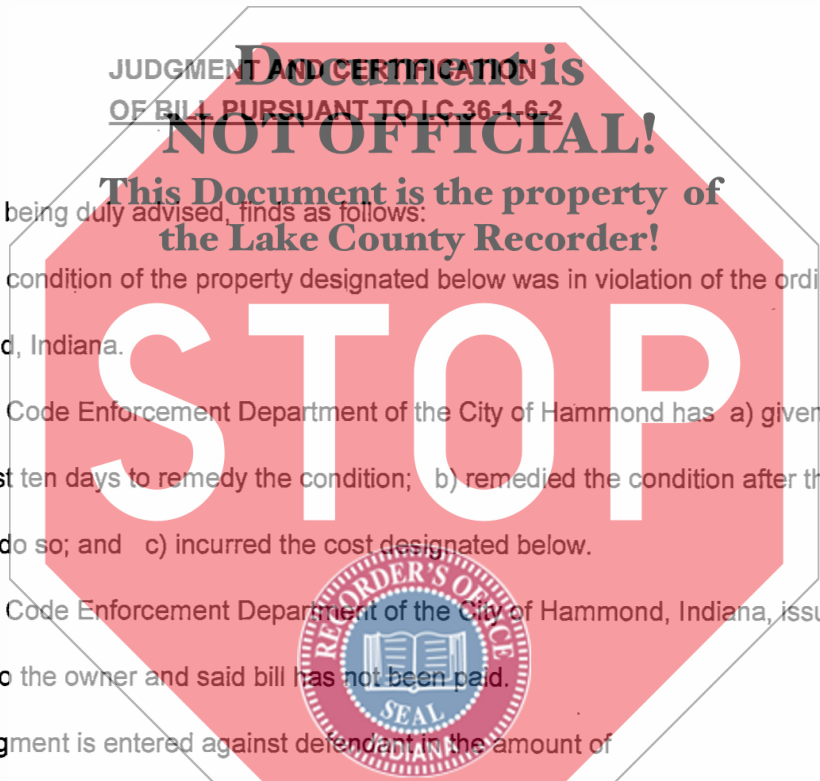 Document is
JUDGMENT AND CERTIFICATION
OF BILL PURSUANT TO I.C.36-1-6-2
NOT OFFICIAL!
This Document is the property of
being duly advised, finds as follows:
the Lake County Recorder!
condition of the property designated below was in violation of the ordi
STOP
d, Indiana.
Code Enforcement Department of the City of Hammond has a) given
st ten days to remedy the condition; b) remedied the condition after th
do so; and c) incurred the cost designated below.
RECORDER'S OFFICE
Code Enforcement Department of the City of Hammond, Indiana, issu
o the owner and said bill has not been paid.
SEAL
INDIANA
gment is entered against defendant in the amount of